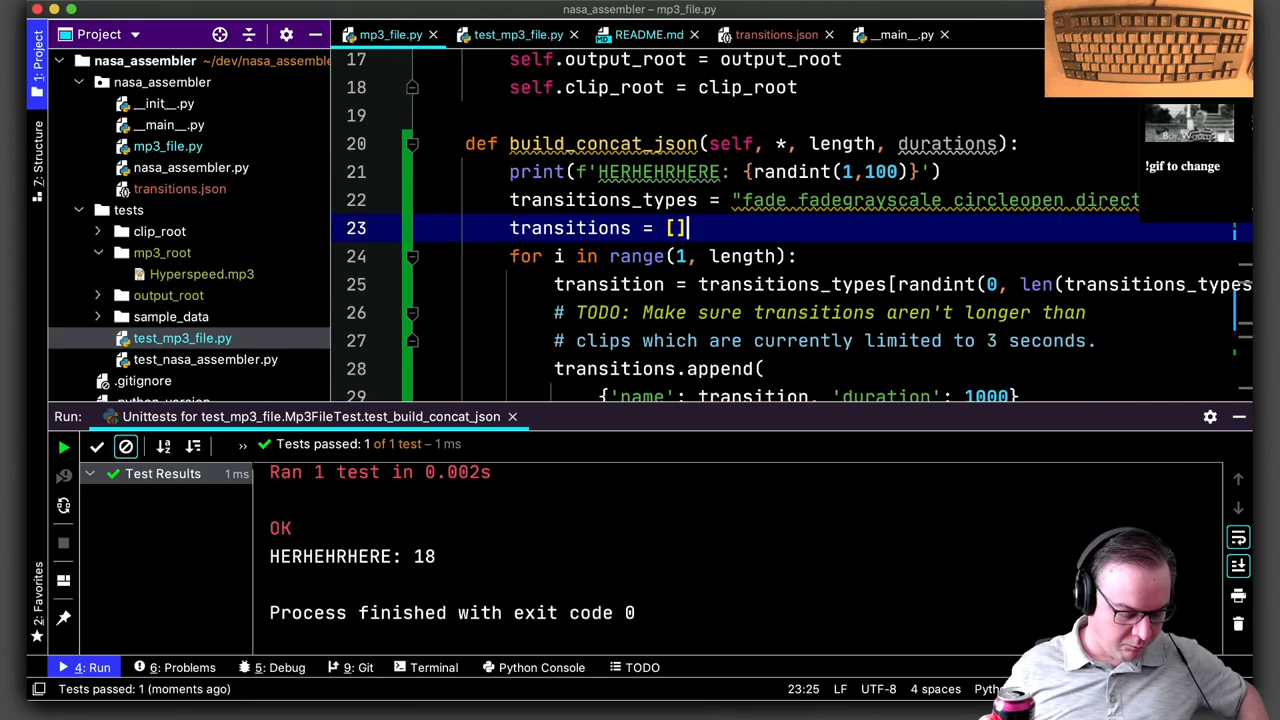 nasa_assembler – mp3_file.py
Project
mp3_file.py
test_mp3_file.py
README.md
transitions.json
__main__.py
1: Project
7: Structure
2: Favorites
nasa_assembler ~/dev/nasa_assemble
nasa_assembler
__init__.py
__main__.py
mp3_file.py
nasa_assembler.py
transitions.json
tests
clip_root
mp3_root
Hyperspeed.mp3
output_root
sample_data
test_mp3_file.py
test_nasa_assembler.py
.gitignore
.python_version
17 self.output_root = output_root
18 self.clip_root = clip_root
19
20 def build_concat_json(self, *, length, durations):
21 print(f'HERHEHRHERE: {randint(1,100)}')
22 transitions_types = "fade fadegrayscale circleopen direct
23 transitions = []
24 for i in range(1, length):
25 transition = transitions_types[randint(0, len(transitions_types
26 # TODO: Make sure transitions aren't longer than
27 # clips which are currently limited to 3 seconds.
28 transitions.append(
29 {'name': transition, 'duration': 1000}
!gif to change
Run: Unittests for test_mp3_file.Mp3FileTest.test_build_concat_json
Tests passed: 1 of 1 test – 1 ms
Test Results 1 ms
Ran 1 test in 0.002s
OK
HERHEHRHERE: 18
Process finished with exit code 0
4: Run
6: Problems
5: Debug
9: Git
Terminal
Python Console
TODO
Tests passed: 1 (moments ago)
23:25 LF UTF-8 4 spaces